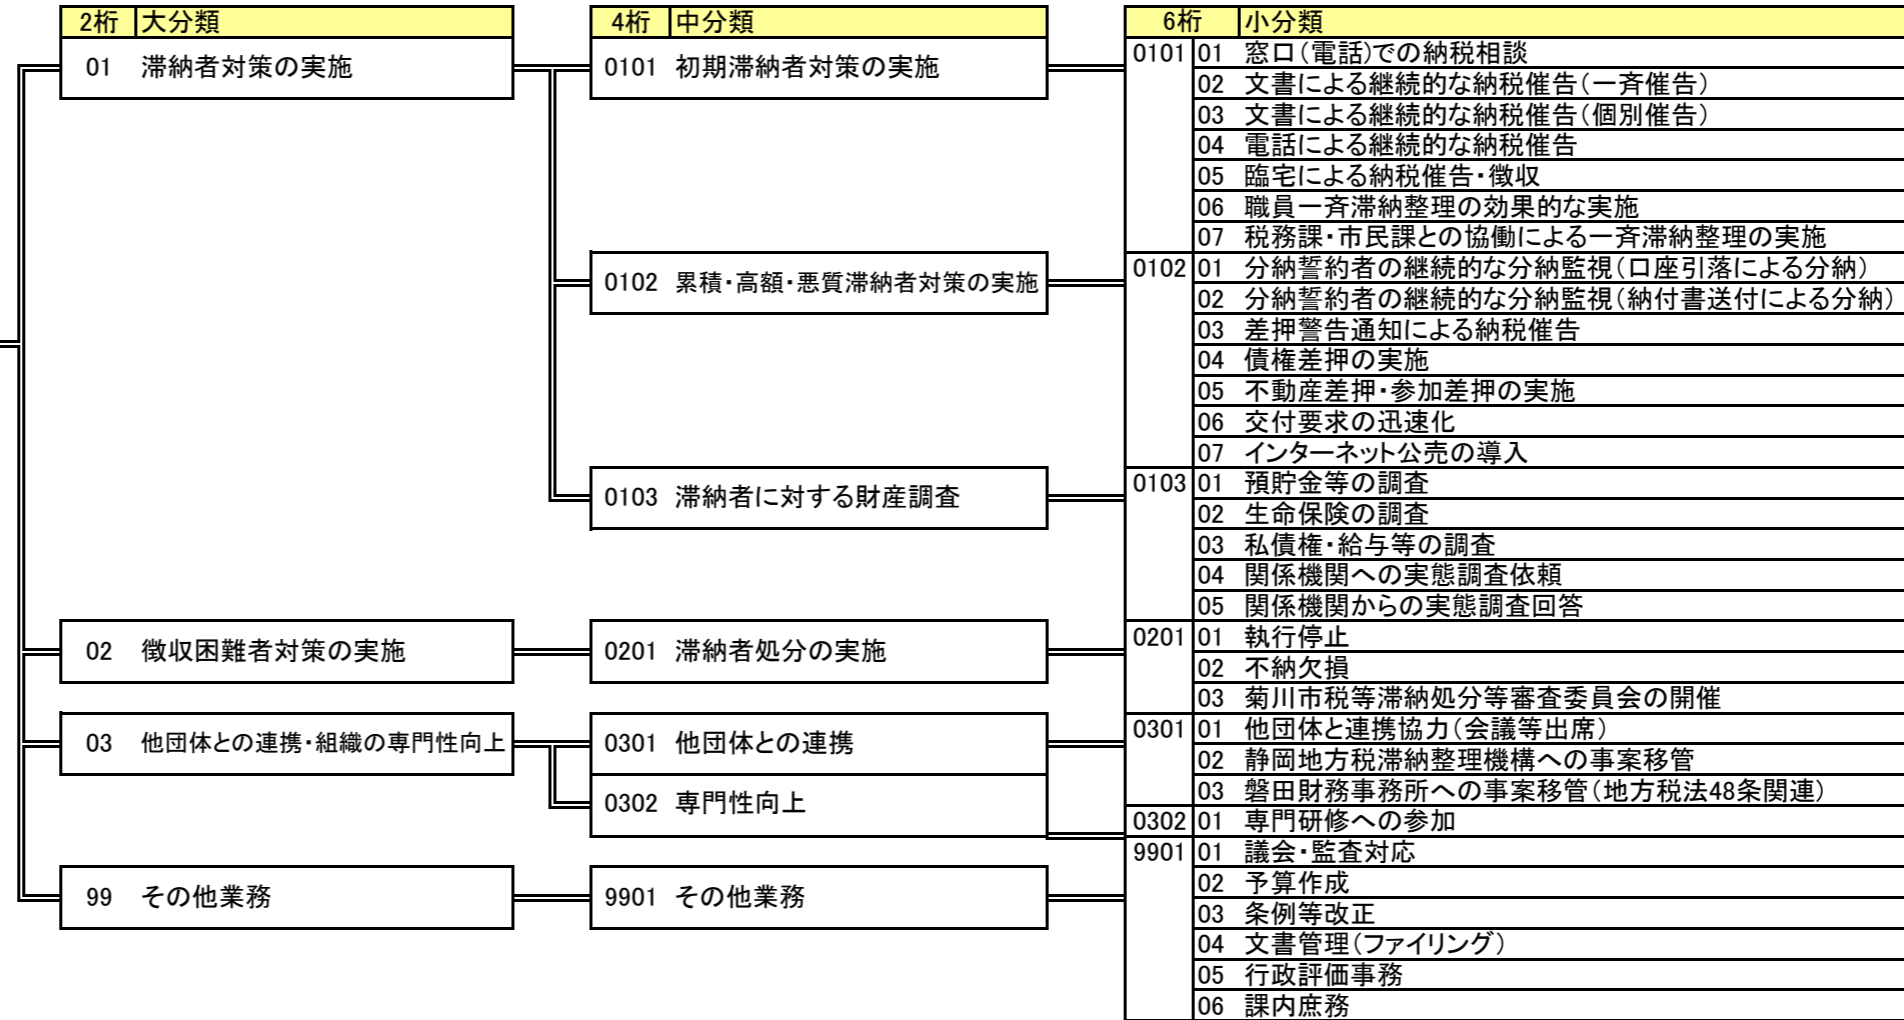 2桁 大分類 4桁 中分類 6桁 小分類
01 滞納者対策の実施 0101 初期滞納者対策の実施 0101 01 窓口(電話)での納税相談
02 文書による継続的な納税催告(一斉催告)
03 文書による継続的な納税催告(個別催告)
04 電話による継続的な納税催告
05 臨宅による納税催告・徴収
06 職員一斉滞納整理の効果的な実施
07 税務課・市民課との協働による一斉滞納整理の実施
0102 累積・高額・悪質滞納者対策の実施 0102 01 分納誓約者の継続的な分納監視(口座引落による分納)
02 分納誓約者の継続的な分納監視(納付書送付による分納)
03 差押警告通知による納税催告
04 債権差押の実施
05 不動産差押・参加差押の実施
06 交付要求の迅速化
07 インターネット公売の導入
0103 滞納者に対する財産調査 0103 01 預貯金等の調査
02 生命保険の調査
03 私債権・給与等の調査
04 関係機関への実態調査依頼
05 関係機関からの実態調査回答
02 徴収困難者対策の実施 0201 滞納者処分の実施 0201 01 執行停止
02 不納欠損
03 菊川市税等滞納処分等審査委員会の開催
03 他団体との連携・組織の専門性向上 0301 他団体との連携 0301 01 他団体と連携協力(会議等出席)
02 静岡地方税滞納整理機構への事案移管
03 磐田財務事務所への事案移管(地方税法48条関連)
0302 専門性向上 0302 01 専門研修への参加
99 その他業務 9901 その他業務 9901 01 議会・監査対応
02 予算作成
03 条例等改正
04 文書管理(ファイリング)
05 行政評価事務
06 課内庶務